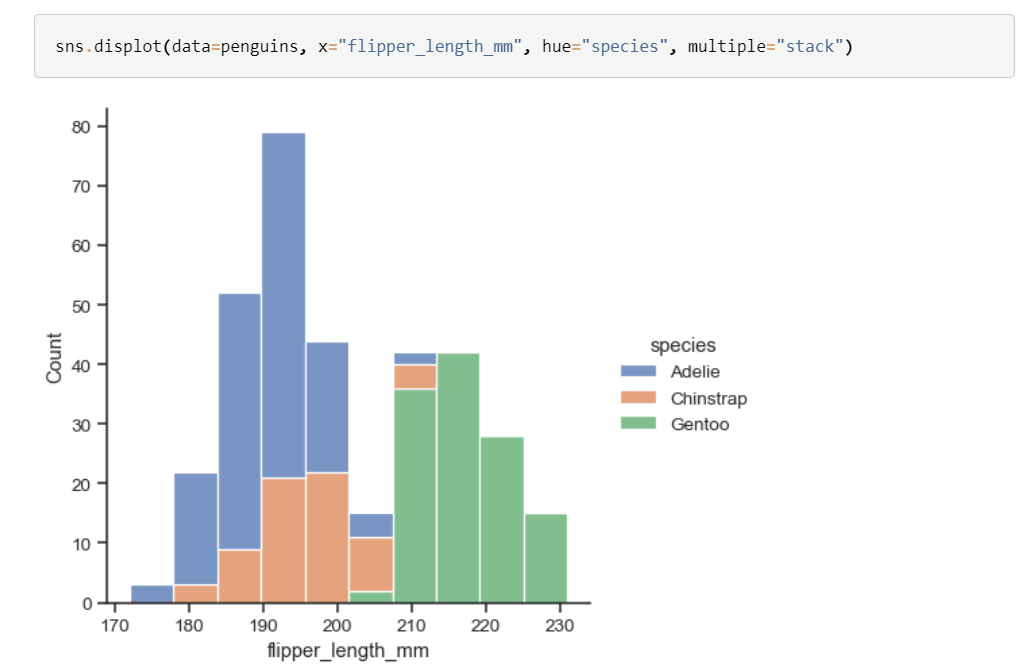 sns.displot(data=penguins, x="flipper_length_mm", hue="species", multiple="stack")
80
70
60
50
40
30
20
10
0
Count
170 180 190 200 210 220 230
flipper_length_mm
species
Adelie
Chinstrap
Gentoo